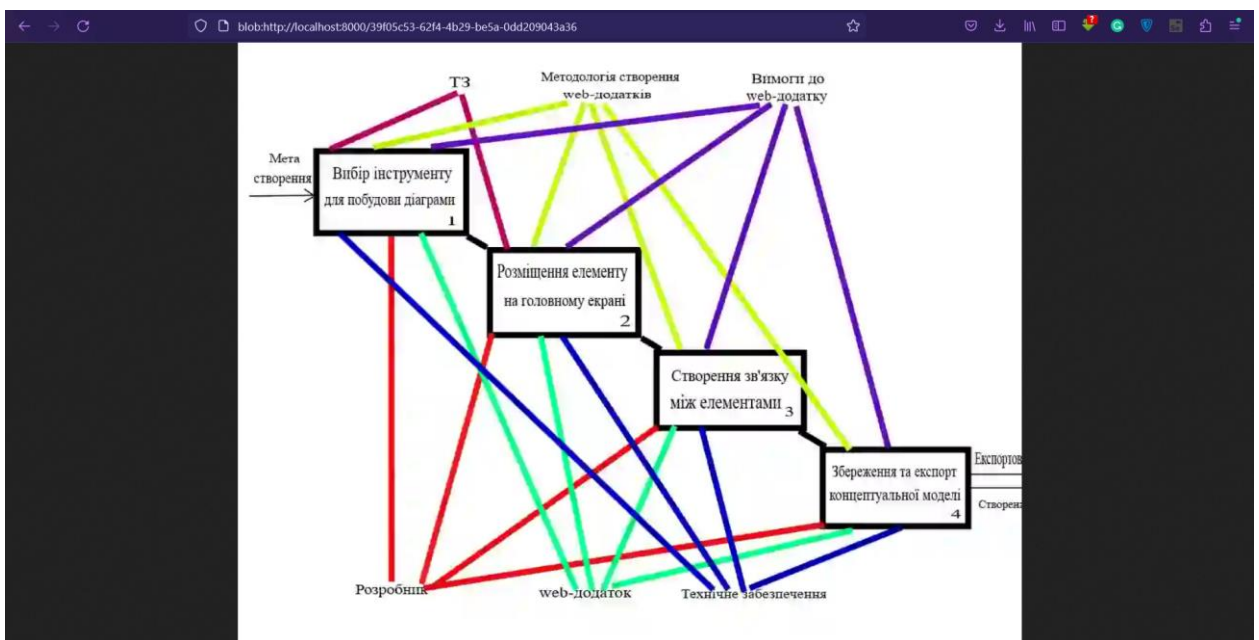 blob:http://localhost:8000/39f05c53-62f4-4b29-be5a-0dd209043a36
ТЗ
Методологія створення
web-додатків
Вимоги до
web-додатку
Мета
створення
Вибір інструменту
для побудови діаграми
1
Розміщення елементу
на головному екрані
2
Створення зв'язку
між елементами
3
Збереження та експорт
концептуальної моделі
4
Експортов
Створена
Розробник
web-додаток
Технічне забезпечення